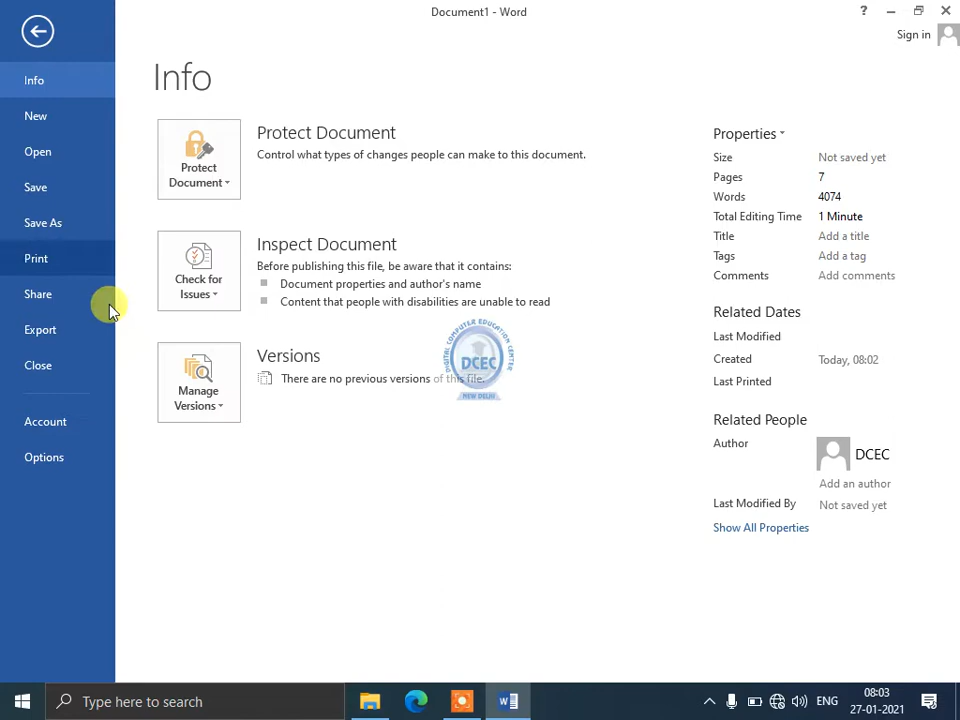 Document1 - Word
Sign in
Info
New
Open
Save
Save As
Print
Share
Export
Close
Account
Options
Info
Protect Document
Protect Document
Control what types of changes people can make to this document.
Check for Issues
Inspect Document
Before publishing this file, be aware that it contains:
Document properties and author's name
Content that people with disabilities are unable to read
Manage Versions
Versions
There are no previous versions of this file.
DIGITAL COMPUTER EDUCATION CENTER
DCEC
NEW DELHI
Properties
Size Not saved yet
Pages 7
Words 4074
Total Editing Time 1 Minute
Title Add a title
Tags Add a tag
Comments Add comments
Related Dates
Last Modified
Created Today, 08:02
Last Printed
Related People
Author DCEC
Add an author
Last Modified By Not saved yet
Show All Properties
Type here to search
ENG
08:03
27-01-2021